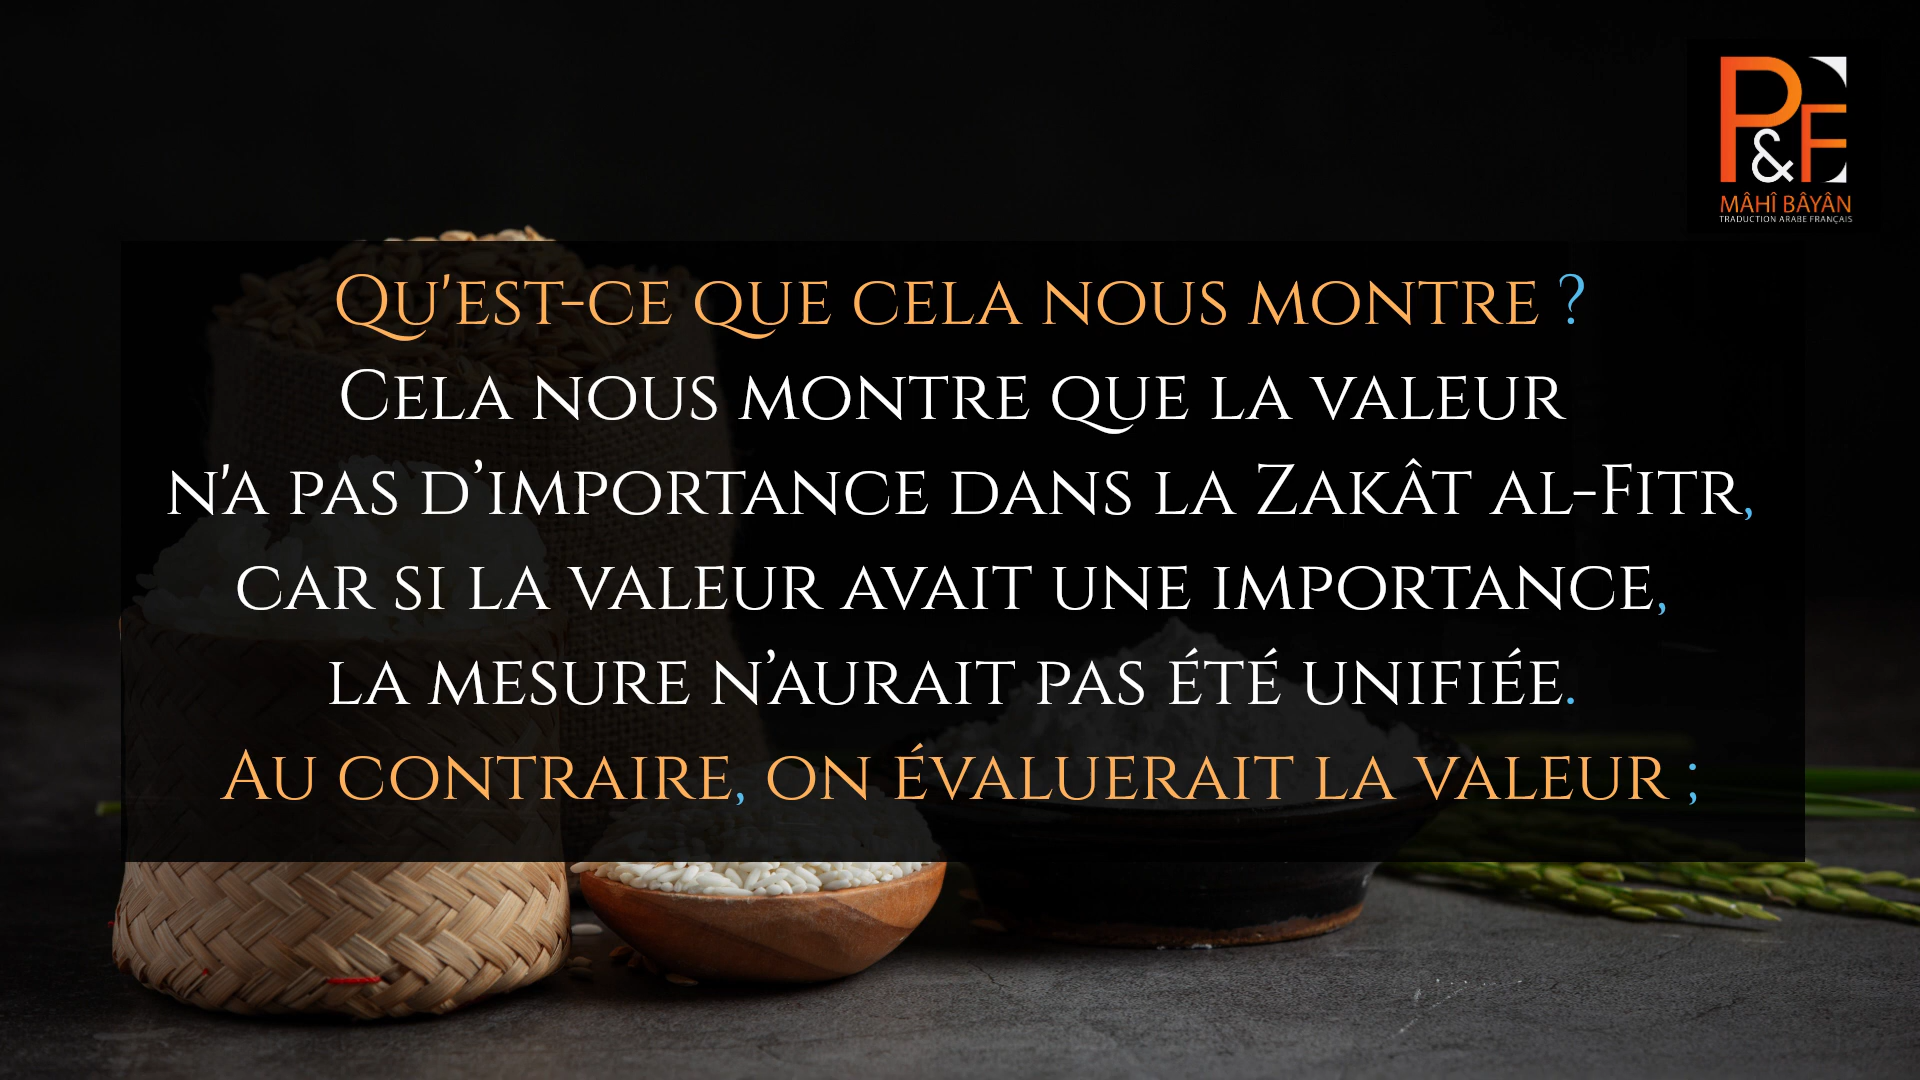 P&F
MÂHÎ BÂYÂN
TRADUCTION ARABE FRANÇAIS
Qu'est-ce que cela nous montre ?
Cela nous montre que la valeur
n'a pas d’importance dans la Zakât al-Fitr,
car si la valeur avait une importance,
la mesure n’aurait pas été unifiée.
Au contraire, on évaluerait la valeur ;